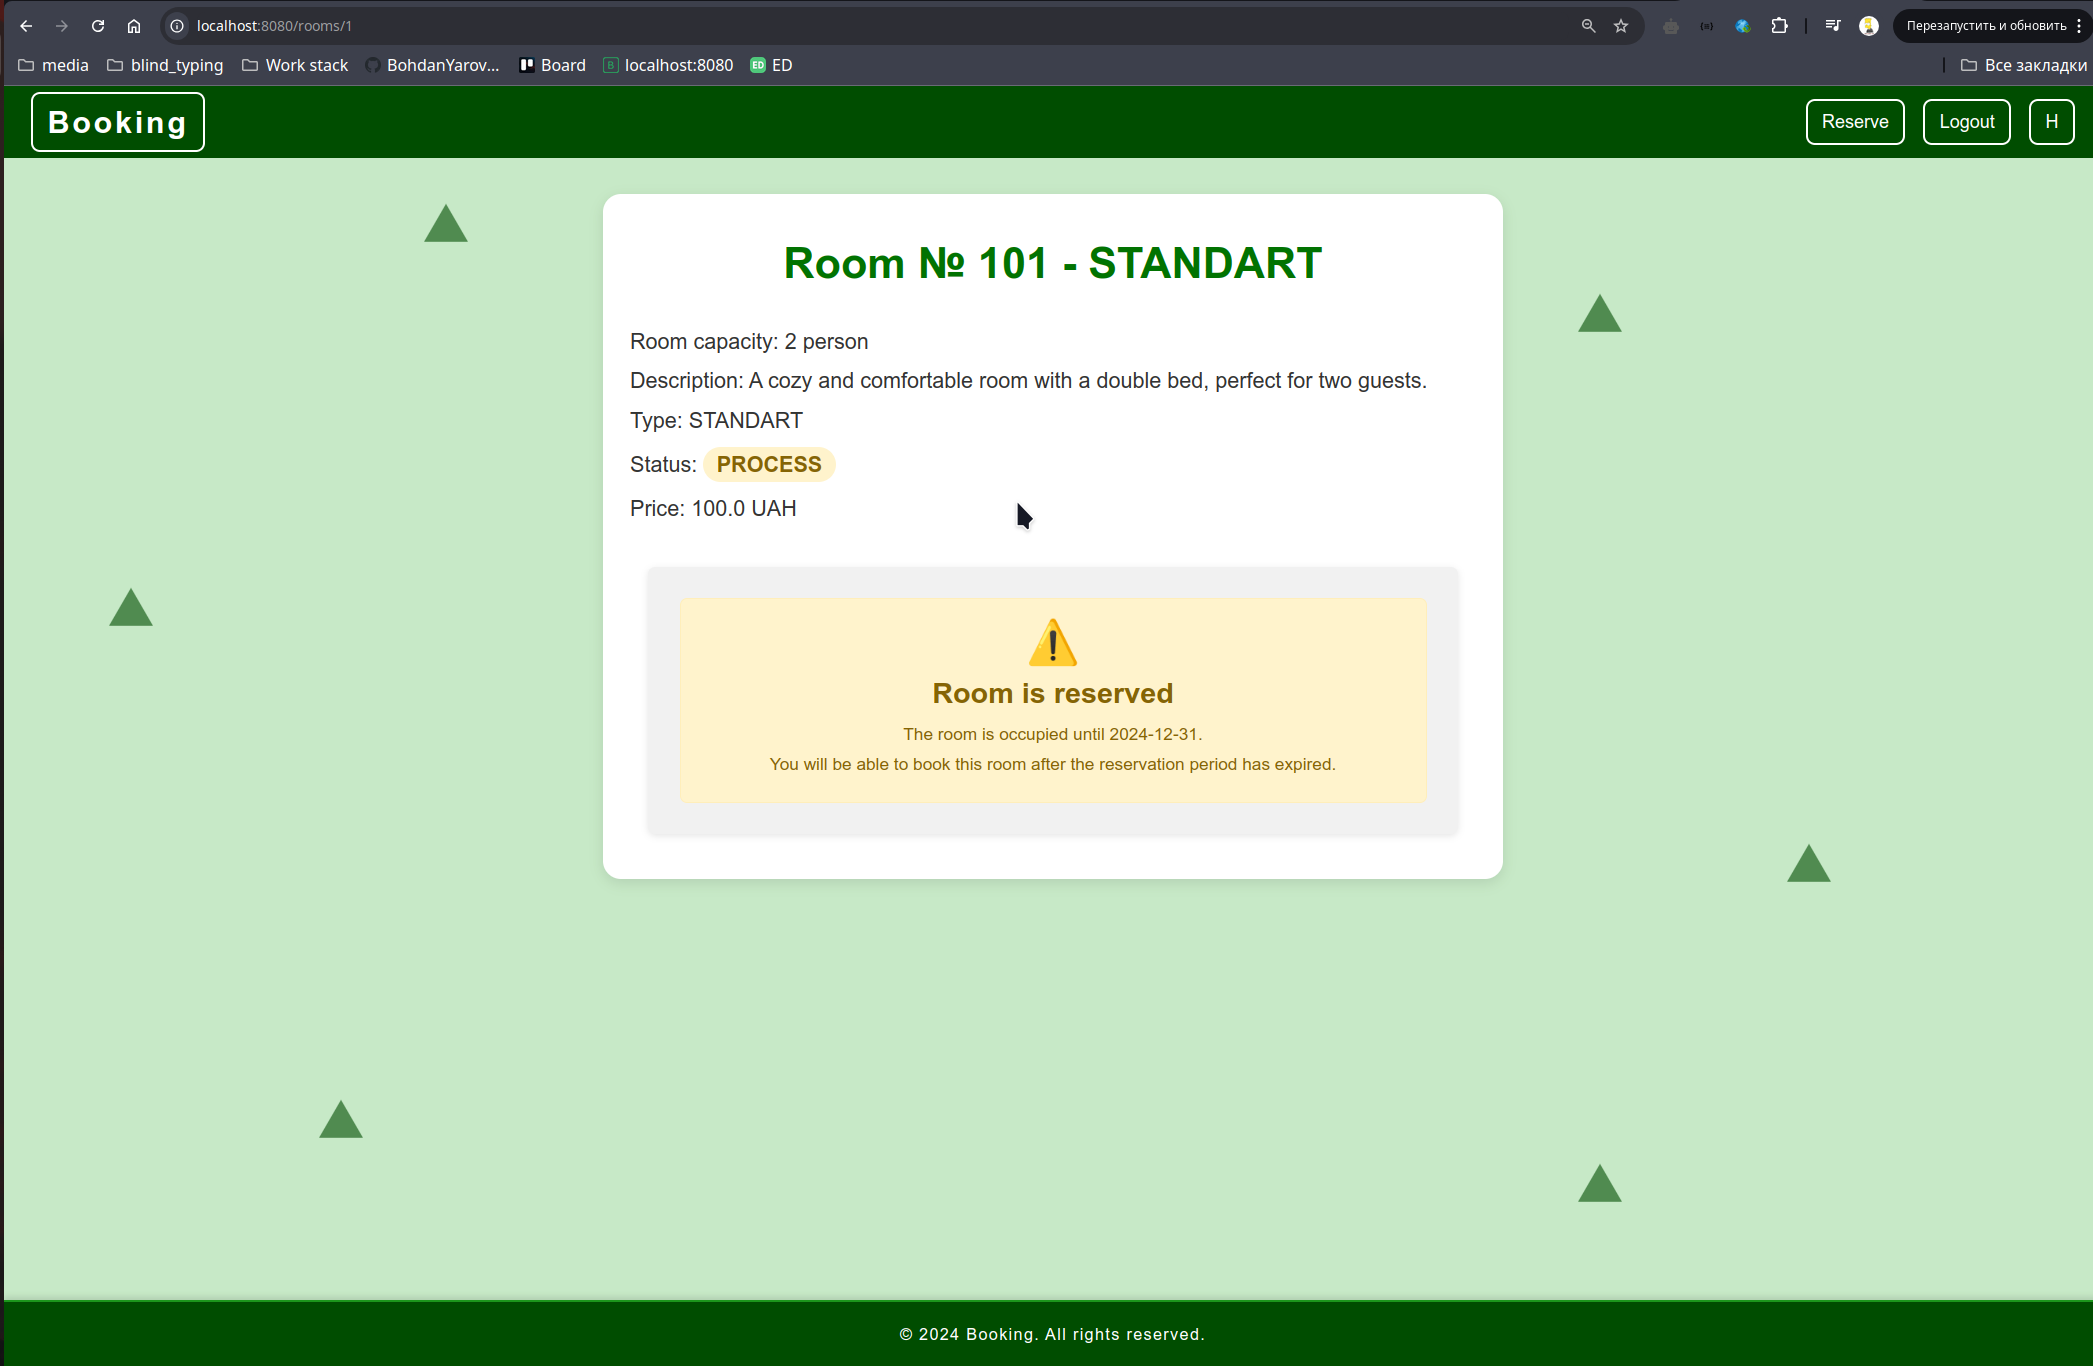 localhost:8080/rooms/1
Перезапустить и обновить
media
blind_typing
Work stack
BohdanYarov...
Board
B
localhost:8080
ED
ED
Все закладки
Booking
Reserve
Logout
H
Room № 101 - STANDART
Room capacity: 2 person
Description: A cozy and comfortable room with a double bed, perfect for two guests.
Type: STANDART
Status: PROCESS
Price: 100.0 UAH
Room is reserved
The room is occupied until 2024-12-31.
You will be able to book this room after the reservation period has expired.
© 2024 Booking. All rights reserved.